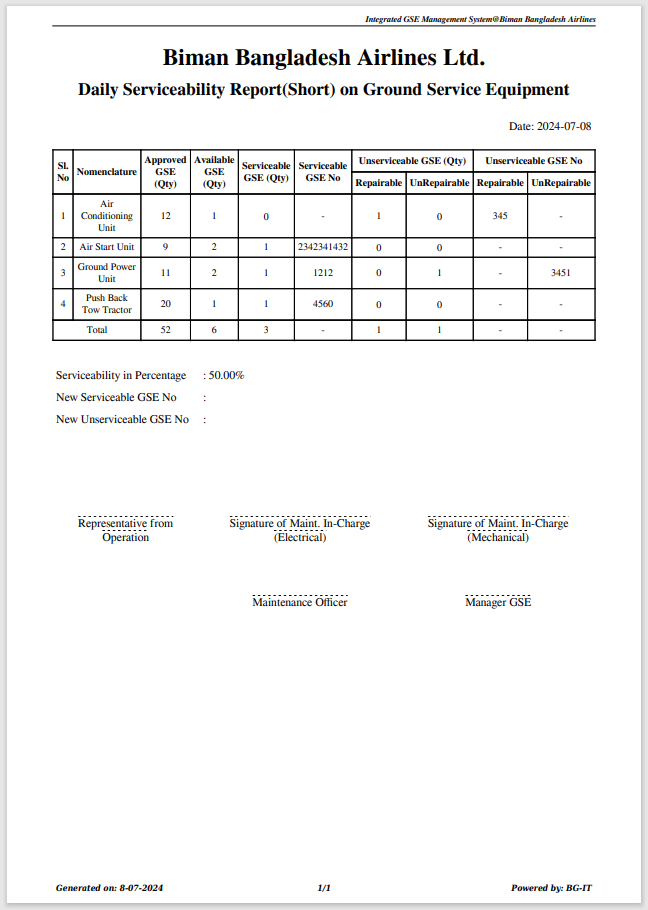 Integrated GSE Management System@Biman Bangladesh Airlines
Biman Bangladesh Airlines Ltd.
Daily Serviceability Report(Short) on Ground Service Equipment
Date: 2024-07-08
Sl. No Nomenclature Approved GSE (Qty) Available GSE (Qty) Serviceable GSE (Qty) Serviceable GSE No Unserviceable GSE (Qty) Unserviceable GSE No
Repairable UnRepairable Repairable UnRepairable
1 Air Conditioning Unit 12 1 0 - 1 0 345 -
2 Air Start Unit 9 2 1 2342341432 0 0 - -
3 Ground Power Unit 11 2 1 1212 0 1 - 3451
4 Push Back Tow Tractor 20 1 1 4560 0 0 - -
Total 52 6 3 - 1 1 - -
Serviceability in Percentage : 50.00%
New Serviceable GSE No :
New Unserviceable GSE No :
Representative from Operation
Signature of Maint. In-Charge (Electrical)
Signature of Maint. In-Charge (Mechanical)
Maintenance Officer
Manager GSE
Generated on: 8-07-2024 1/1 Powered by: BG-IT